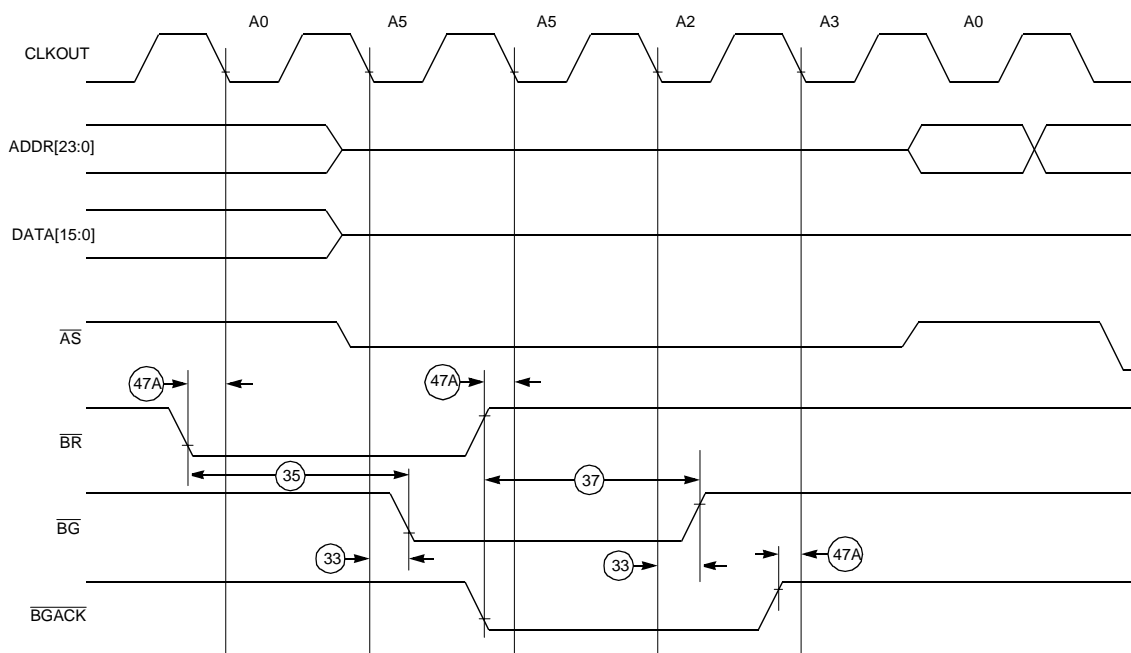 A0 A5 A5 A2 A3 A0
CLKOUT
ADDR[23:0]
DATA[15:0]
AS
47A 47A
BR
35 37
BG
33 33 47A
BGACK